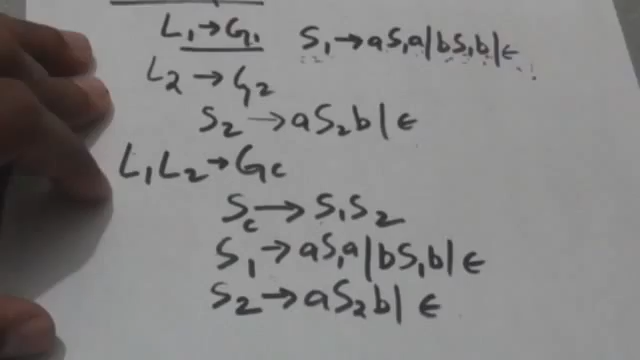 L₁→G₁ S₁→aS₁a|bS₁b|ϵ
L₂→G₂
S₂→aS₂b|ϵ
L₁L₂→Gc
Sc→S₁S₂
S₁→aS₁a|bS₁b|ϵ
S₂→aS₂b|ϵ